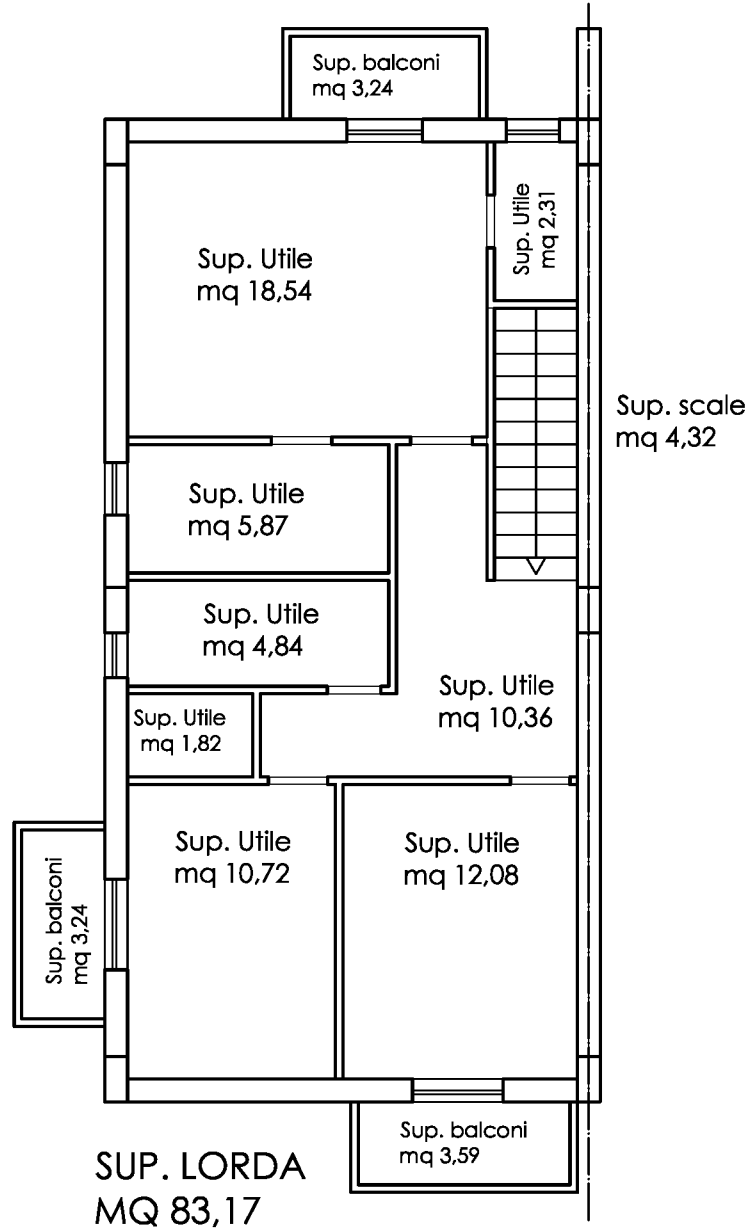 Sup. balconi
mq 3,24
Sup. Utile
mq 2,31
Sup. Utile
mq 18,54
Sup. scale
mq 4,32
Sup. Utile
mq 5,87
Sup. Utile
mq 4,84
Sup. Utile
mq 10,36
Sup. Utile
mq 1,82
Sup. Utile
mq 10,72
Sup. Utile
mq 12,08
Sup. balconi
mq 3,24
Sup. balconi
mq 3,59
SUP. LORDA
MQ 83,17